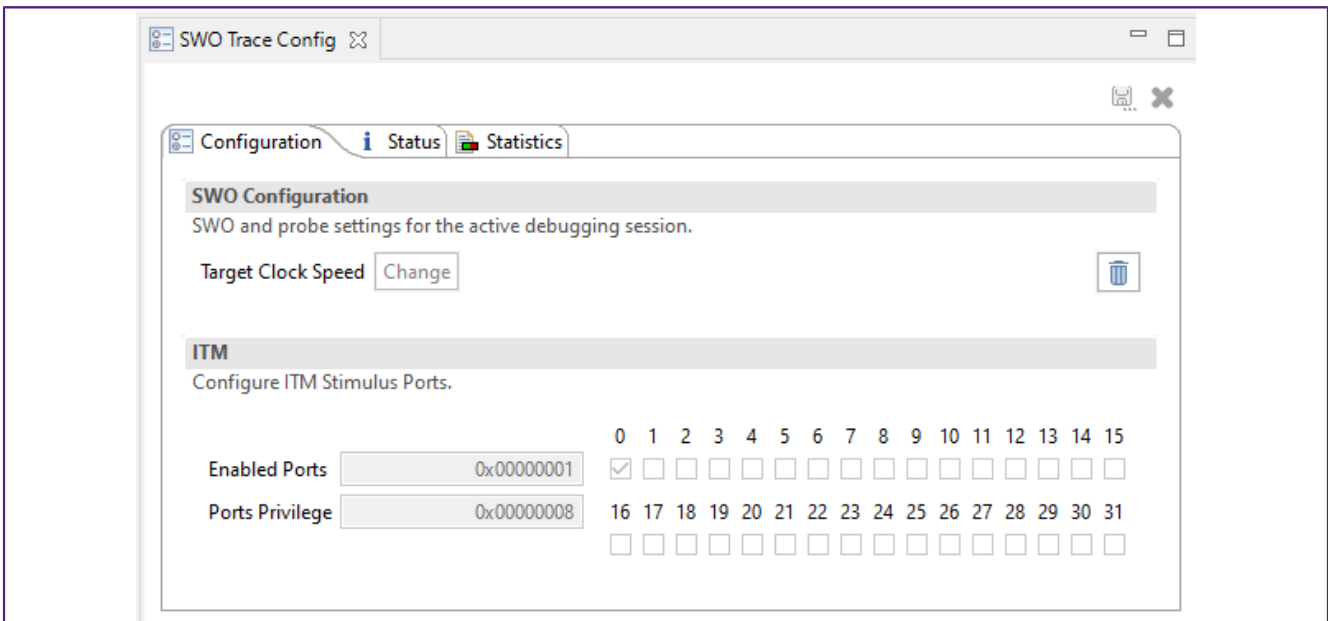 SWO Trace Config
Configuration Status Statistics
SWO Configuration
SWO and probe settings for the active debugging session.
Target Clock Speed Change
ITM
Configure ITM Stimulus Ports.
0 1 2 3 4 5 6 7 8 9 10 11 12 13 14 15
Enabled Ports 0x00000001
Ports Privilege 0x00000008 16 17 18 19 20 21 22 23 24 25 26 27 28 29 30 31